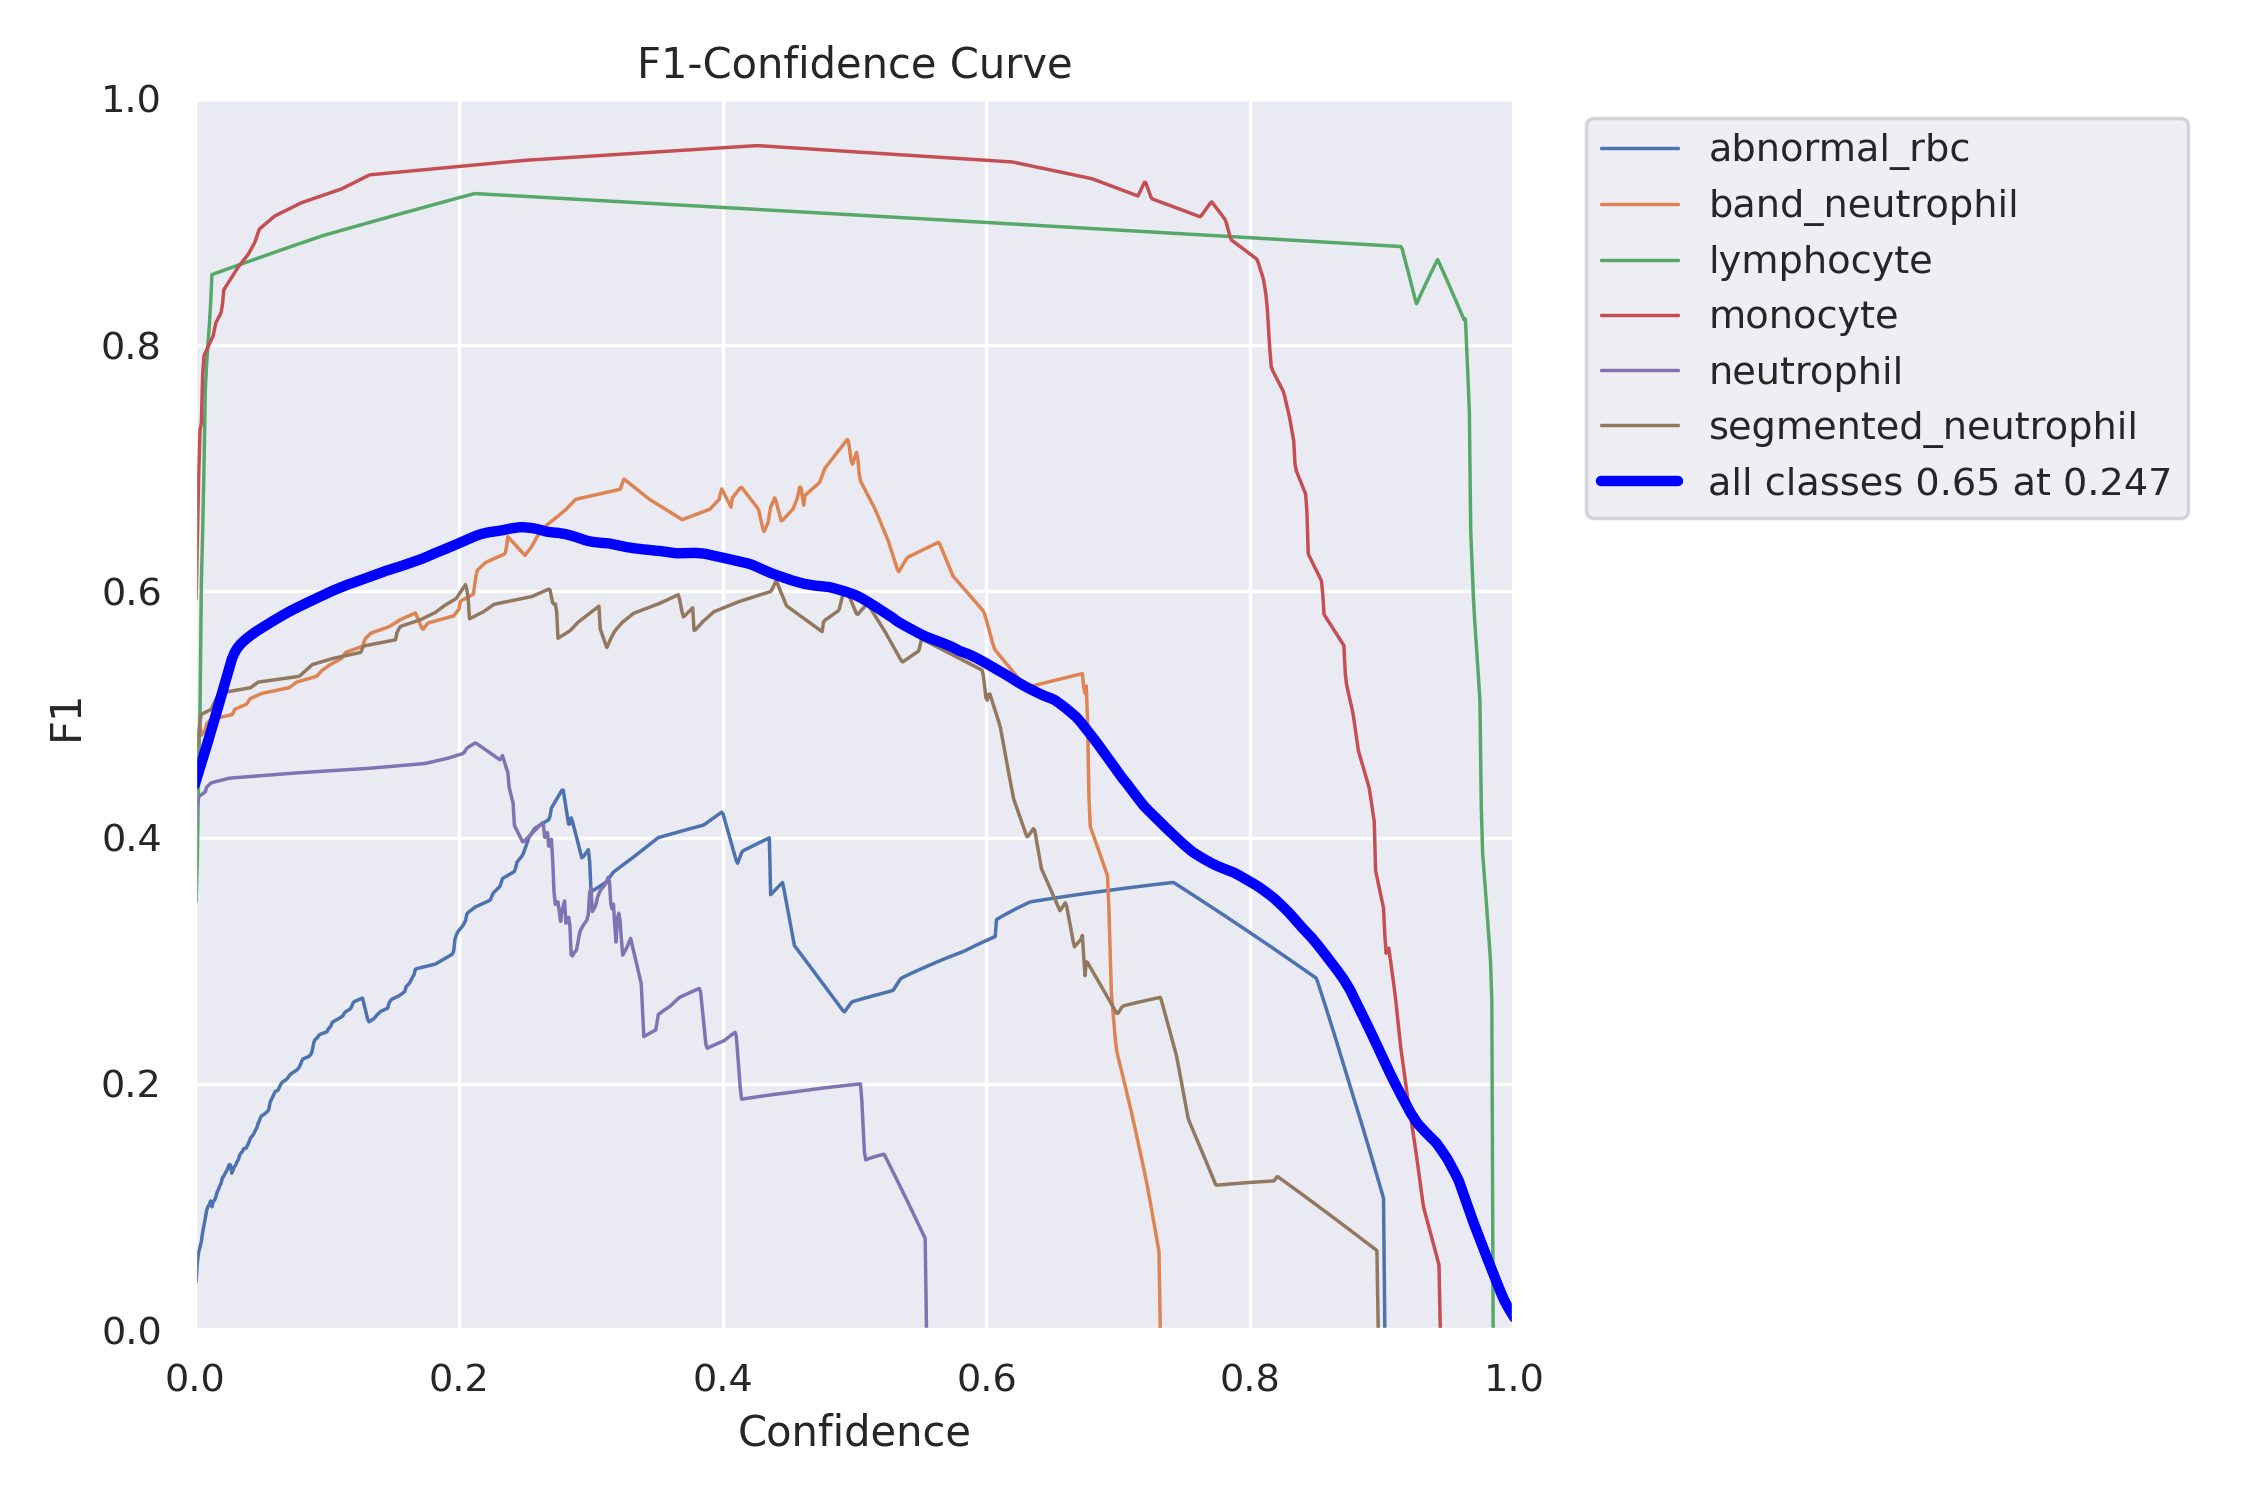 F1-Confidence Curve
1.0
0.8
0.6
0.4
0.2
0.0
F1
0.0 0.2 0.4 0.6 0.8 1.0
Confidence
abnormal_rbc
band_neutrophil
lymphocyte
monocyte
neutrophil
segmented_neutrophil
all classes 0.65 at 0.247